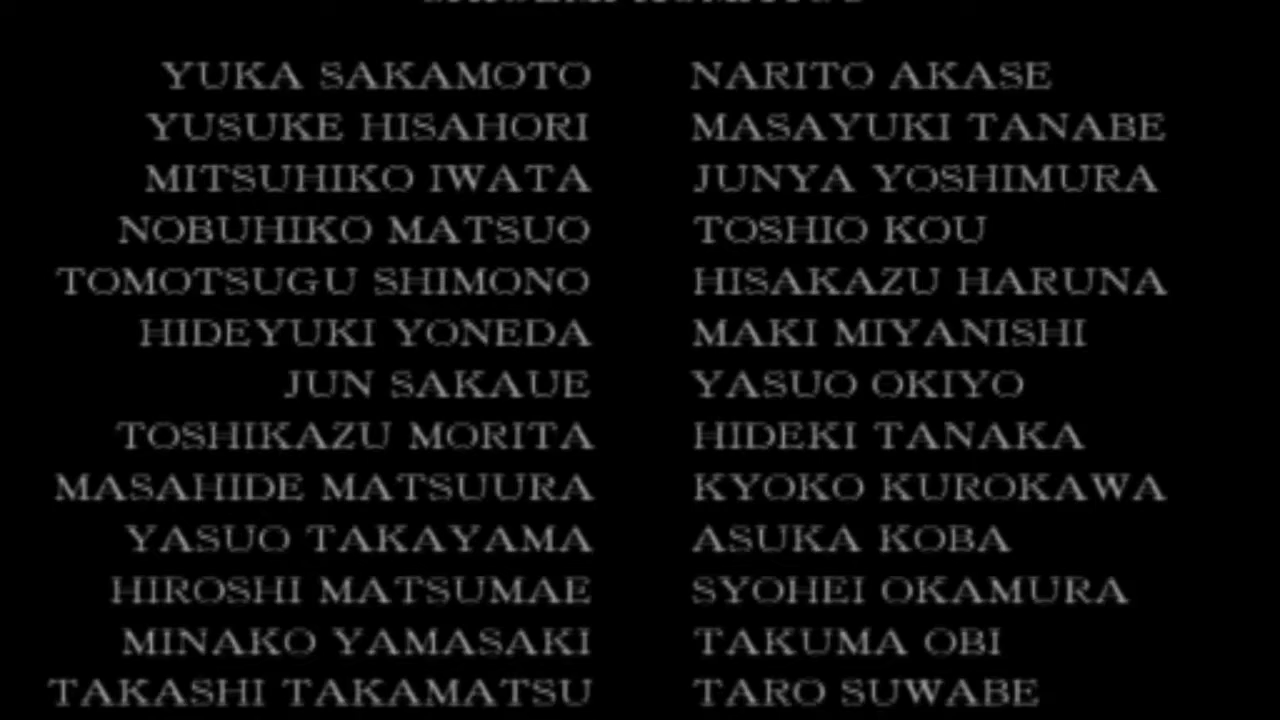 YUKA SAKAMOTO NARITO AKASE
YUSUKE HISAHORI MASAYUKI TANABE
MITSUHIKO IWATA JUNYA YOSHIMURA
NOBUHIKO MATSUO TOSHIO KOU
TOMOTSUGU SHIMONO HISAKAZU HARUNA
HIDEYUKI YONEDA MAKI MIYANISHI
JUN SAKAUE YASUO OKIYO
TOSHIKAZU MORITA HIDEKI TANAKA
MASAHIDE MATSUURA KYOKO KUROKAWA
YASUO TAKAYAMA ASUKA KOBA
HIROSHI MATSUMAE SYOHEI OKAMURA
MINAKO YAMASAKI TAKUMA OBI
TAKASHI TAKAMATSU TARO SUWABE